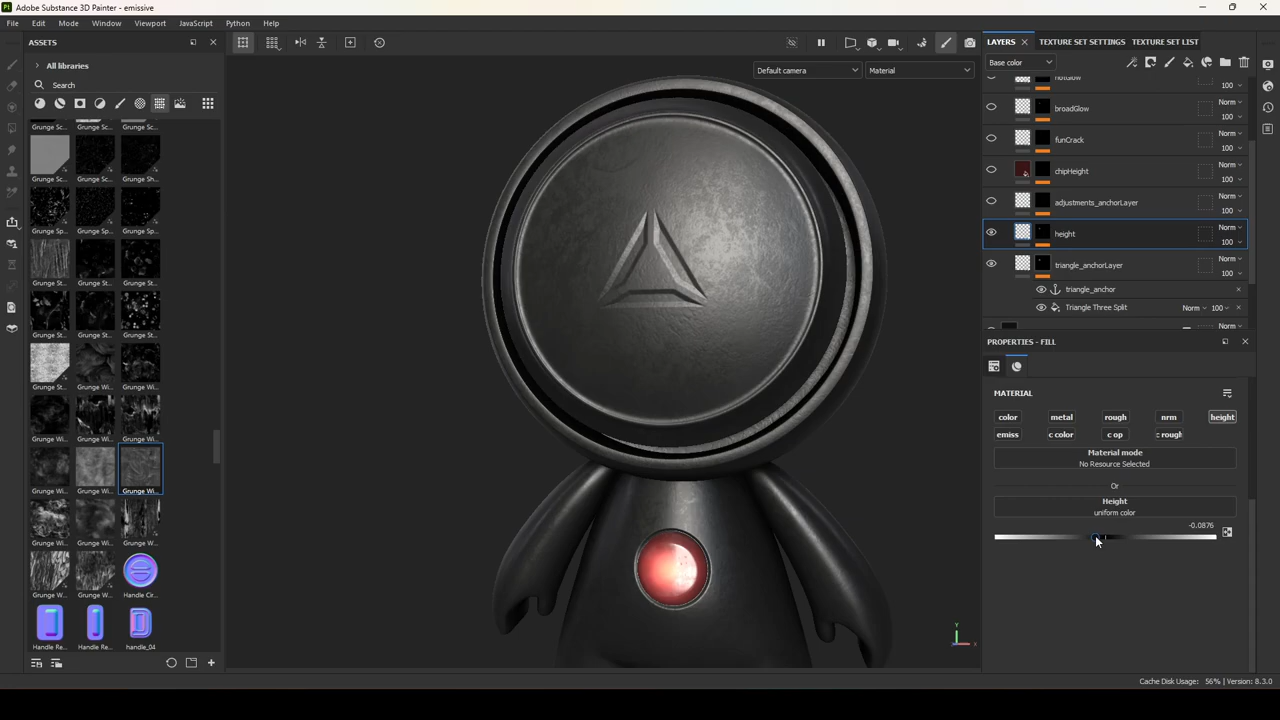 Adobe Substance 3D Painter - emissive
File Edit Mode Window Viewport JavaScript Python Help
ASSETS
All libraries
Search
Grunge Sc... Grunge Sc... Grunge Sc...
Grunge Sc... Grunge Sc... Grunge Sh...
Grunge Sp... Grunge Sp... Grunge Sp...
Grunge St... Grunge St... Grunge St...
Grunge St... Grunge St... Grunge St...
Grunge St... Grunge Wi... Grunge Wi...
Grunge Wi... Grunge Wi... Grunge Wi...
Grunge Wi... Grunge Wi... Grunge Wi...
Grunge Wi... Grunge Wi... Grunge W...
Grunge W... Grunge W... Handle Cir...
Handle Re... Handle Re... handle_04
Default camera Material
LAYERS TEXTURE SET SETTINGS TEXTURE SET LIST
Base color
100
broadGlow Norm
100
funCrack Norm
100
chipHeight Norm
100
adjustments_anchorLayer Norm
100
height Norm
100
triangle_anchorLayer Norm
100
triangle_anchor
Triangle Three Split Norm 100
Norm
PROPERTIES - FILL
MATERIAL
color metal rough nrm height
emiss c color c op c rough
Material mode
No Resource Selected
Or
Height
uniform color
-0.0876
Y
X
Cache Disk Usage: 56% | Version: 8.3.0